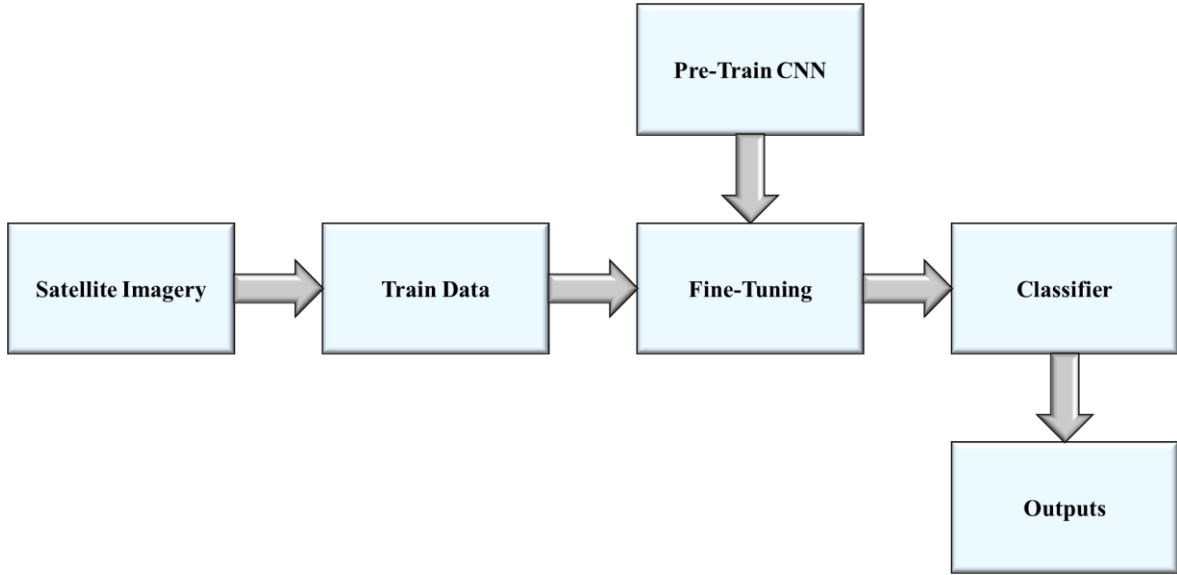 Pre-Train CNN
Satellite Imagery
Train Data
Fine-Tuning
Classifier
Outputs